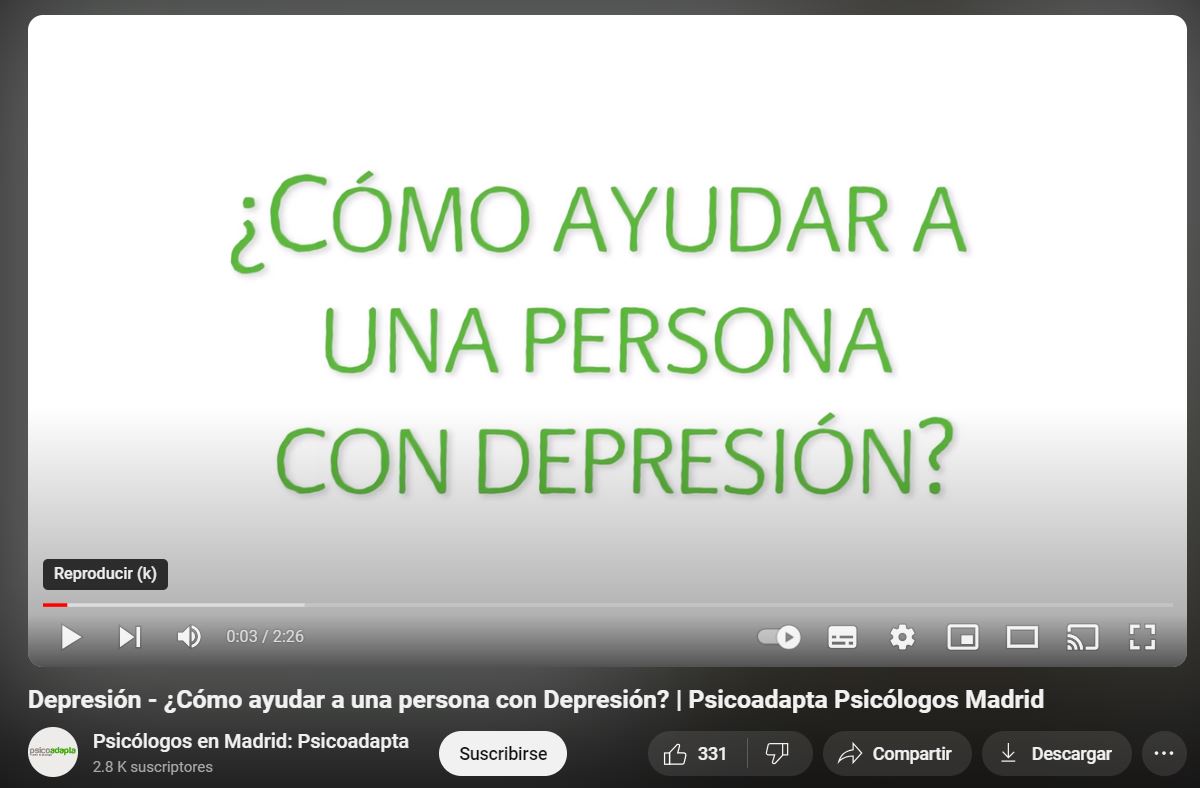 ¿CÓMO AYUDAR A
UNA PERSONA
CON DEPRESIÓN?
Reproducir (k)
0:03 / 2:26
Depresión - ¿Cómo ayudar a una persona con Depresión? | Psicoadapta Psicólogos Madrid
psicoadapta
Psicólogos en Madrid: Psicoadapta
2.8 K suscriptores
Suscribirse
331
Compartir
Descargar